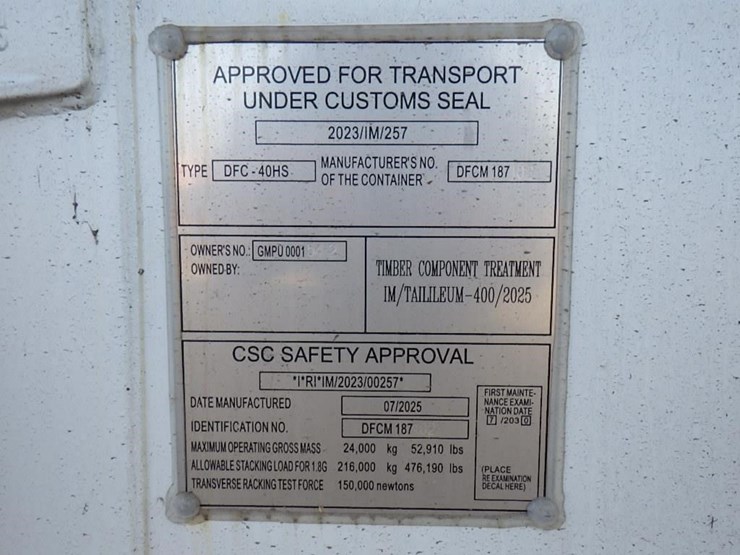 APPROVED FOR TRANSPORT
UNDER CUSTOMS SEAL
2023/IM/257
TYPE DFC - 40HS MANUFACTURER'S NO. OF THE CONTAINER DFCM 187
OWNER'S NO.: GMPU 0001
OWNED BY:
TIMBER COMPONENT TREATMENT
IM/TAILILEUM-400/2025
CSC SAFETY APPROVAL
*I*RI*IM/2023/00257*
DATE MANUFACTURED 07/2025
IDENTIFICATION NO. DFCM 187
MAXIMUM OPERATING GROSS MASS 24,000 kg 52,910 lbs
ALLOWABLE STACKING LOAD FOR 1.8G 216,000 kg 476,190 lbs
TRANSVERSE RACKING TEST FORCE 150,000 newtons
FIRST MAINTE-
NANCE EXAMI-
NATION DATE
7 /2030
(PLACE
RE EXAMINATION
DECAL HERE)